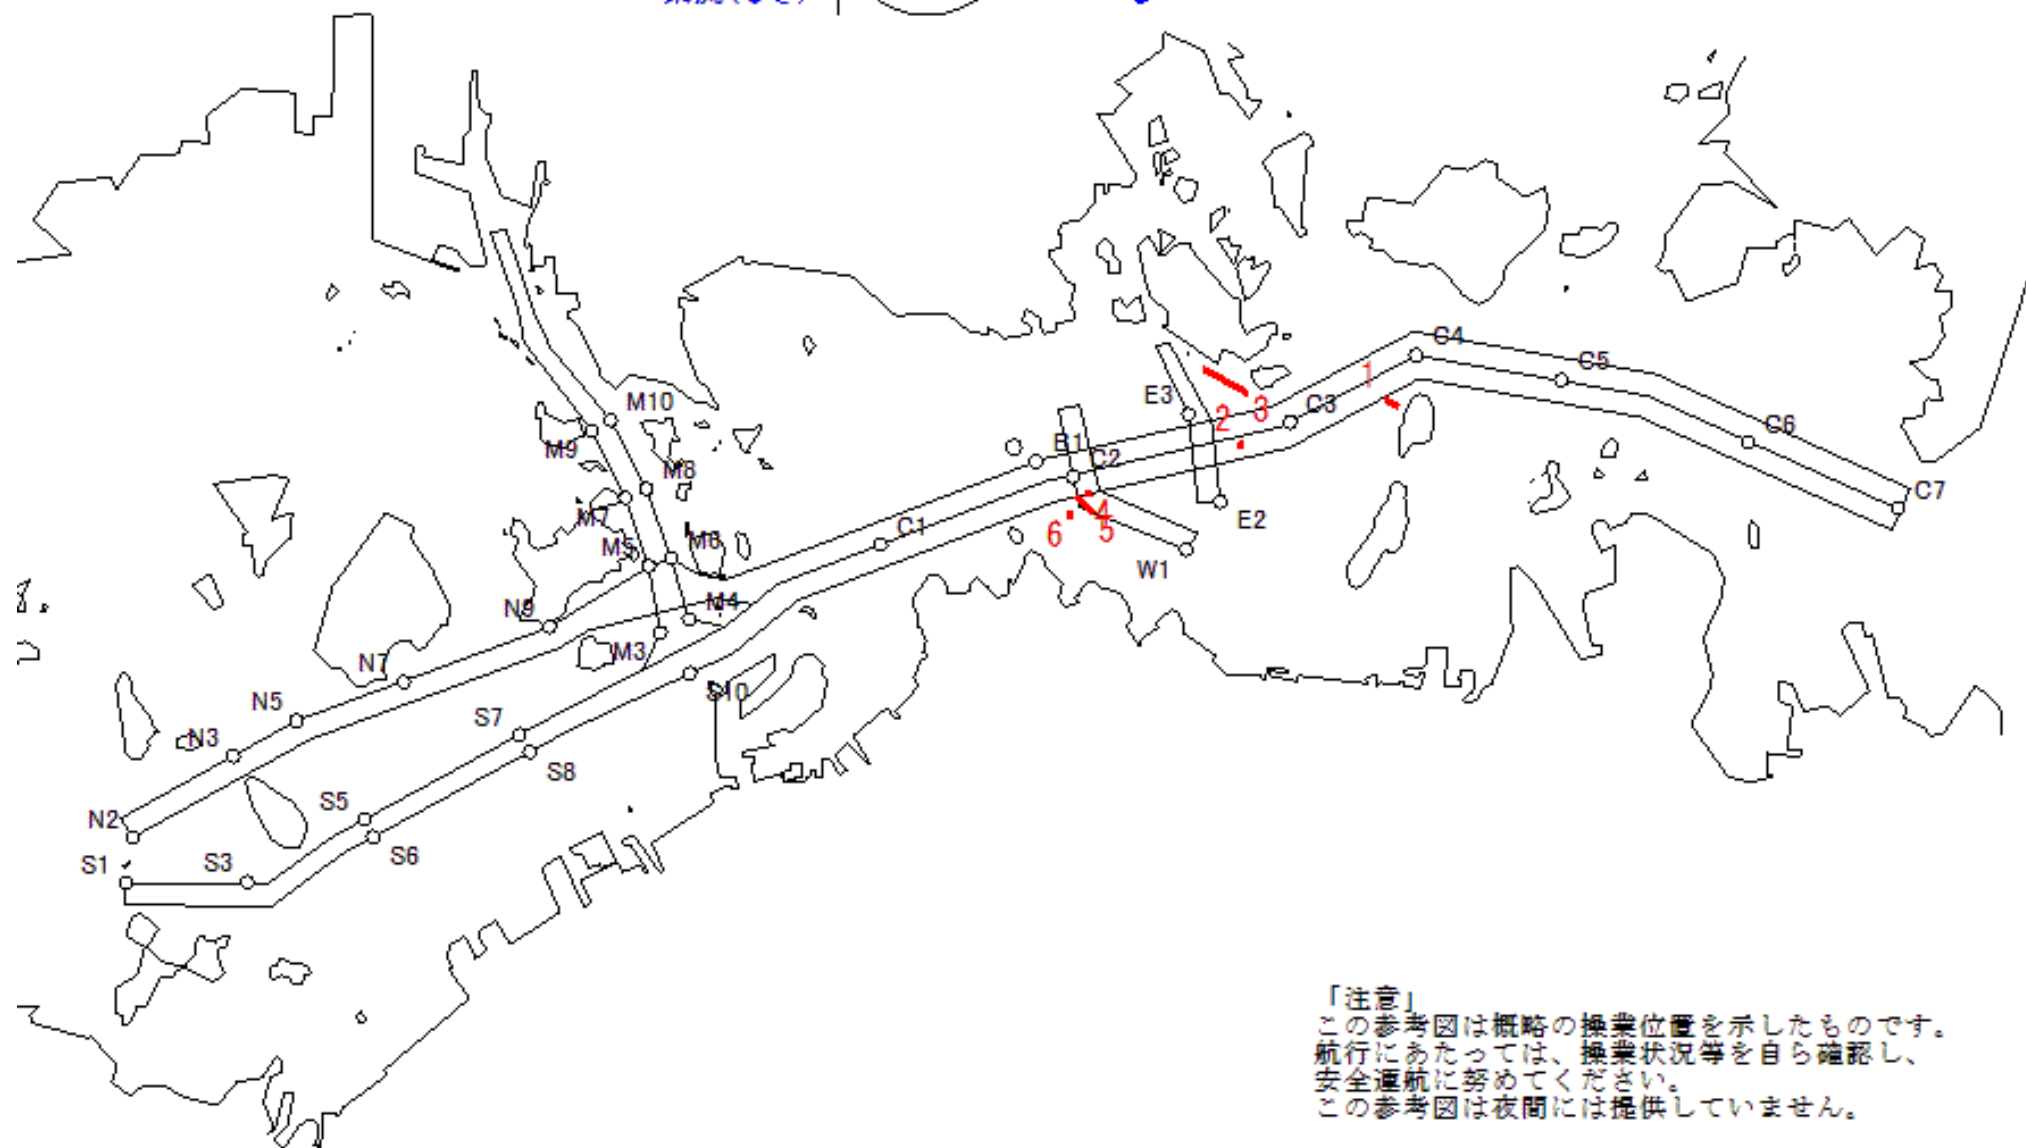 C4
C5
1
M10
E3
2
3
C3
C6
M9
B1
C2
M8
C7
M7
4
E2
6
5
C1
M5
M6
W1
N9
M4
M3
N7
S10
N5
S7
N3
S8
S5
N2
S6
S1
S3
「注意」
この参考図は概略の操業位置を示したものです。
航行にあたっては、操業状況等を自ら確認し、
安全運航に努めてください。
この参考図は夜間には提供していません。